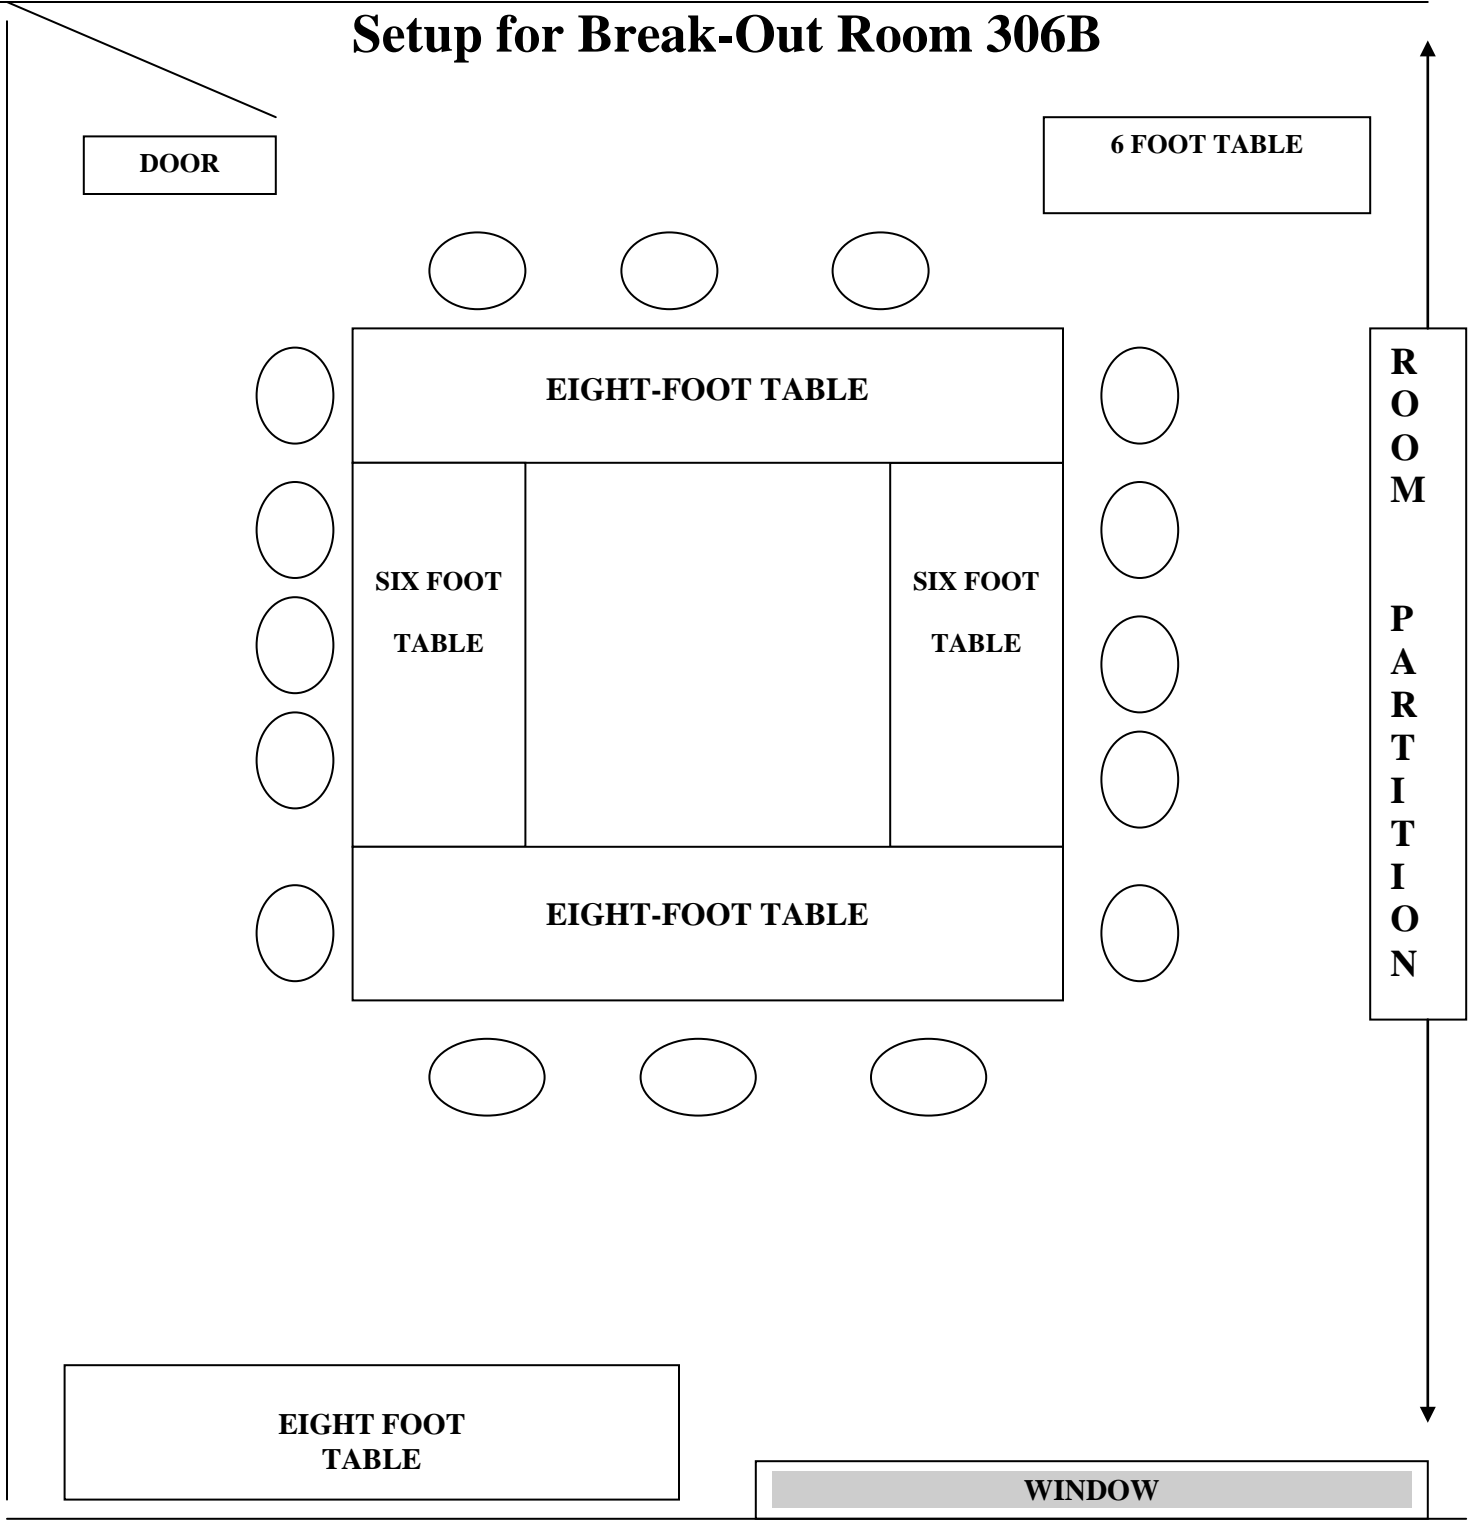 Setup for Break-Out Room 306B
DOOR
6 FOOT TABLE
EIGHT-FOOT TABLE
SIX FOOT
TABLE
SIX FOOT
TABLE
EIGHT-FOOT TABLE
R
O
O
M
P
A
R
T
I
T
I
O
N
EIGHT FOOT
TABLE
WINDOW